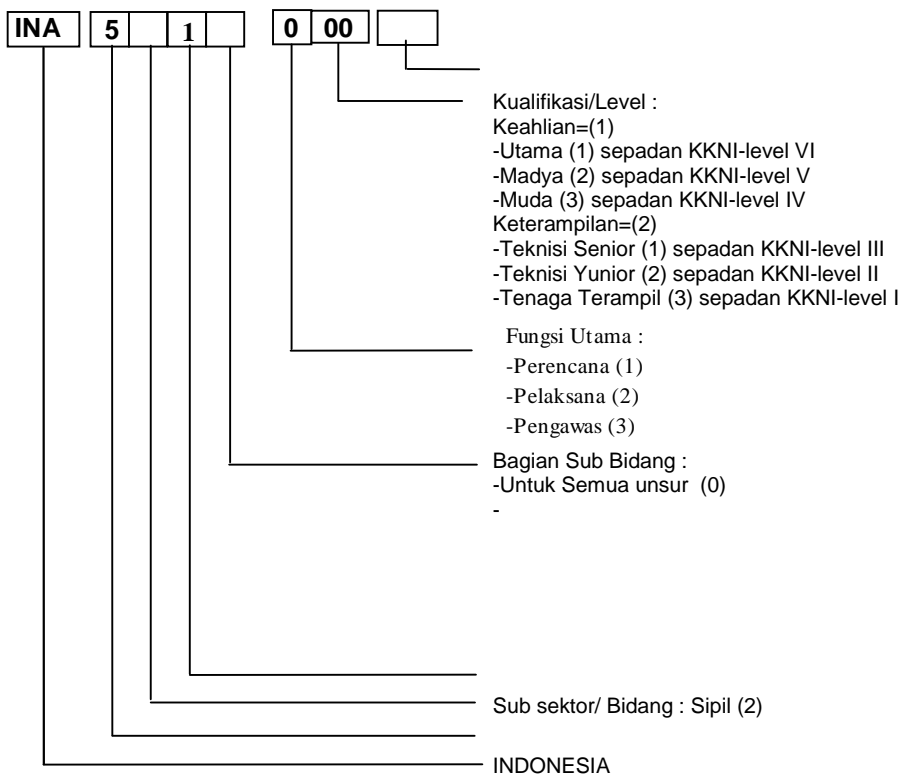 INA 5 1 0 00
Kualifikasi/Level :
Keahlian=(1)
-Utama (1) sepadan KKNI-level VI
-Madya (2) sepadan KKNI-level V
-Muda (3) sepadan KKNI-level IV
Keterampilan=(2)
-Teknisi Senior (1) sepadan KKNI-level III
-Teknisi Yunior (2) sepadan KKNI-level II
-Tenaga Terampil (3) sepadan KKNI-level I
Fungsi Utama :
-Perencana (1)
-Pelaksana (2)
-Pengawas (3)
Bagian Sub Bidang :
-Untuk Semua unsur (0)
-
Sub sektor/ Bidang : Sipil (2)
INDONESIA